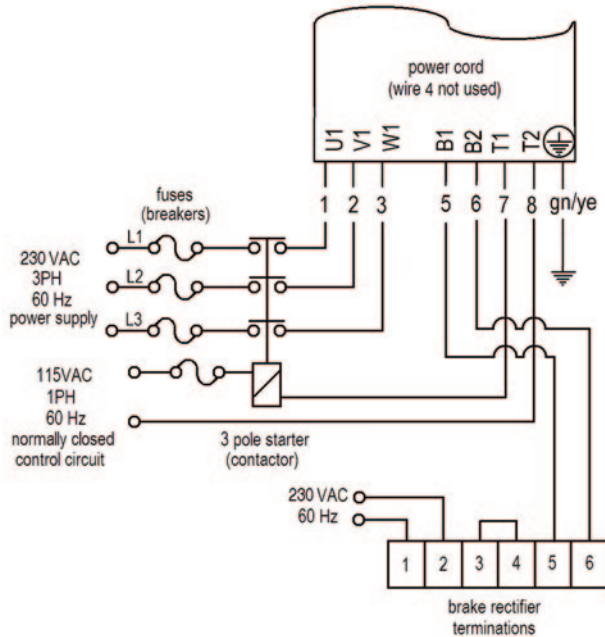 power cord
(wire 4 not used)
U1 V1 W1 B1 B2 T1 T2
1 2 3 5 6 7 8 gn/ye
fuses
(breakers)
L1
L2
L3
230 VAC
3PH
60 Hz
power supply
115VAC
1PH
60 Hz
normally closed
control circuit
3 pole starter
(contactor)
230 VAC
60 Hz
1 2 3 4 5 6
brake rectifier
terminations